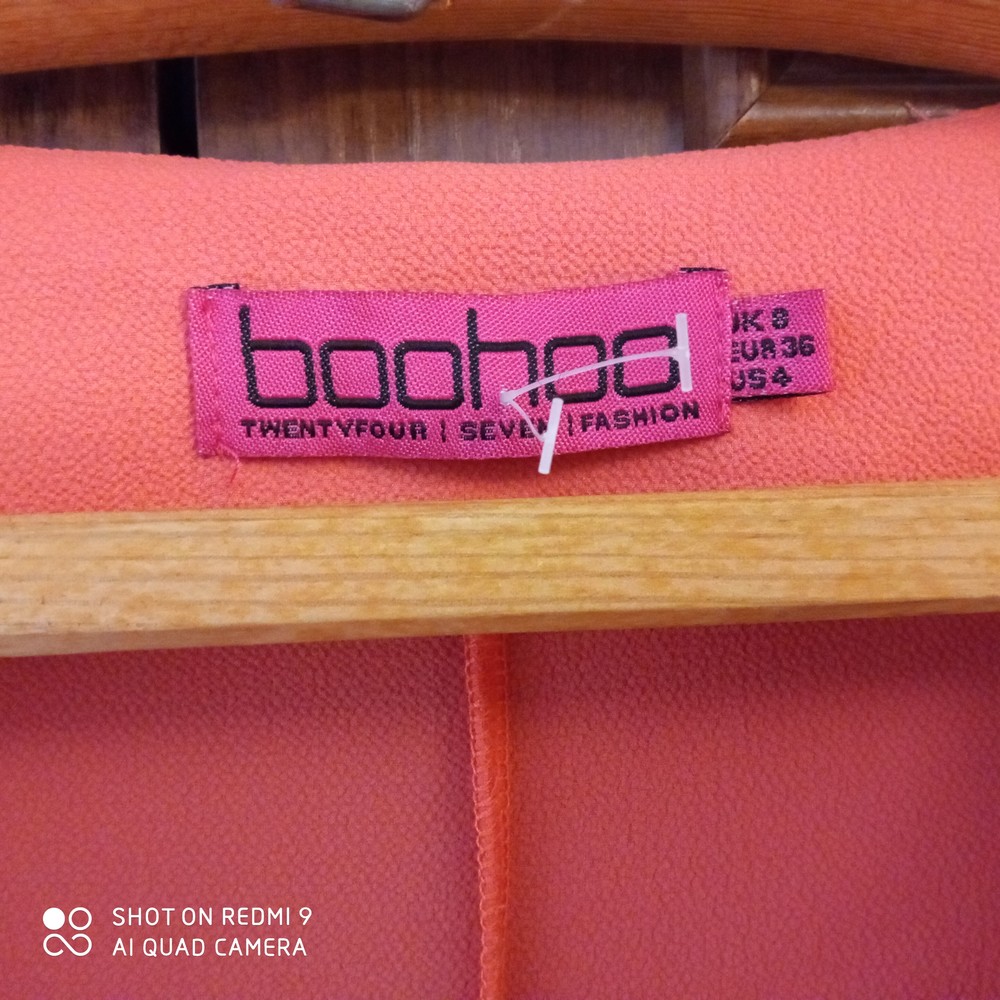 boohoo
TWENTYFOUR | SEVEN | FASHION
UK 8
EUR 36
US 4
SHOT ON REDMI 9
AI QUAD CAMERA